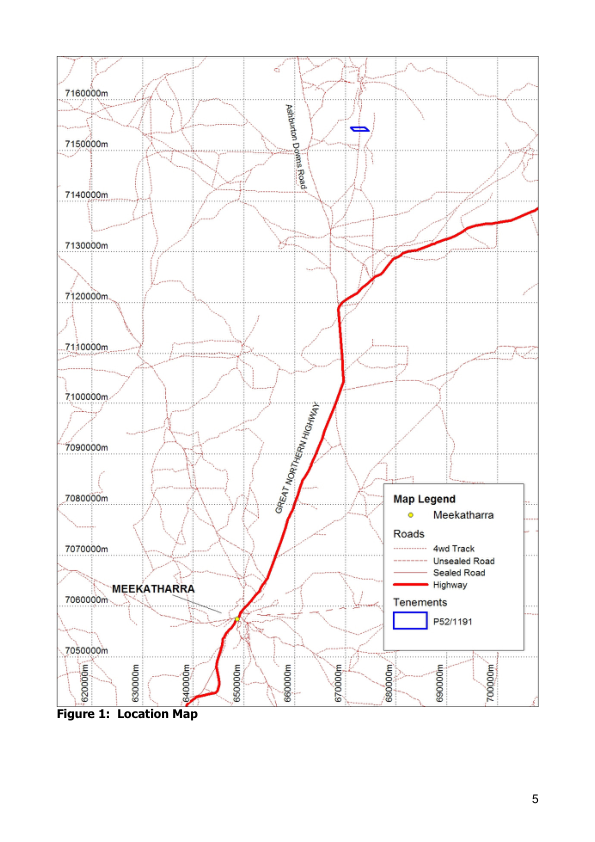 7160000m
Ashburton Downs Road
7150000m
7140000m
7130000m
7120000m
7110000m
7100000m
7090000m
GREAT NORTHERN HIGHWAY
7080000m
Map Legend
Meekatharra
Roads
7070000m
4wd Track
Unsealed Road
Sealed Road
Highway
MEEKATHARRA
7060000m
Tenements
P52/1191
7050000m
620000m
630000m
640000m
650000m
660000m
670000m
680000m
690000m
700000m
Figure 1: Location Map
5